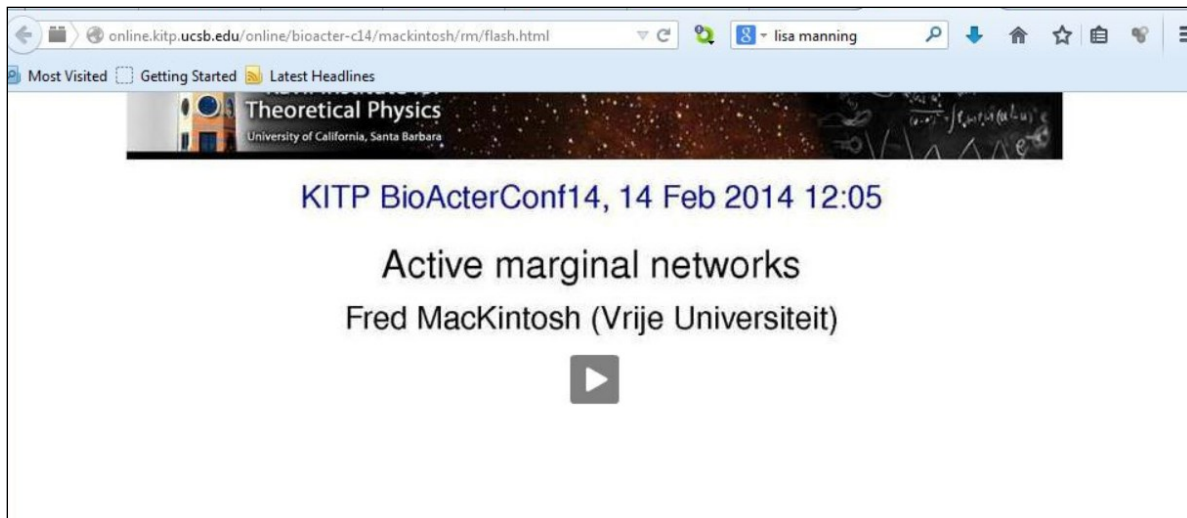 online.kitp.ucsb.edu/online/bioacter-c14/mackintosh/rm/flash.html
8 lisa manning
Most Visited Getting Started Latest Headlines
Theoretical Physics
University of California, Santa Barbara
KITP BioActerConf14, 14 Feb 2014 12:05
Active marginal networks
Fred MacKintosh (Vrije Universiteit)